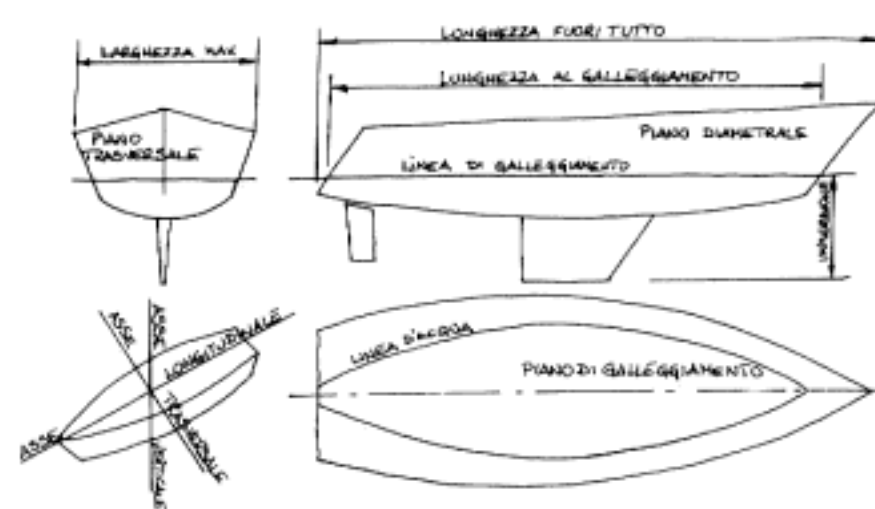 LARGHEZZA MAX
LONGHEZZA FUORI TUTTO
LUNGHEZZA AL GALLEGGIAMENTO
PIANO
TRASVERSALE
PIANO DIAMETRALE
LINEA DI GALLEGGIAMENTO
IMMERSIONE
ASSE
ASSE
LONGITUDINALE
ASSE
TRASVERSALE
VERTICALE
LINEA D'ACQUA
PIANO DI GALLEGGIAMENTO